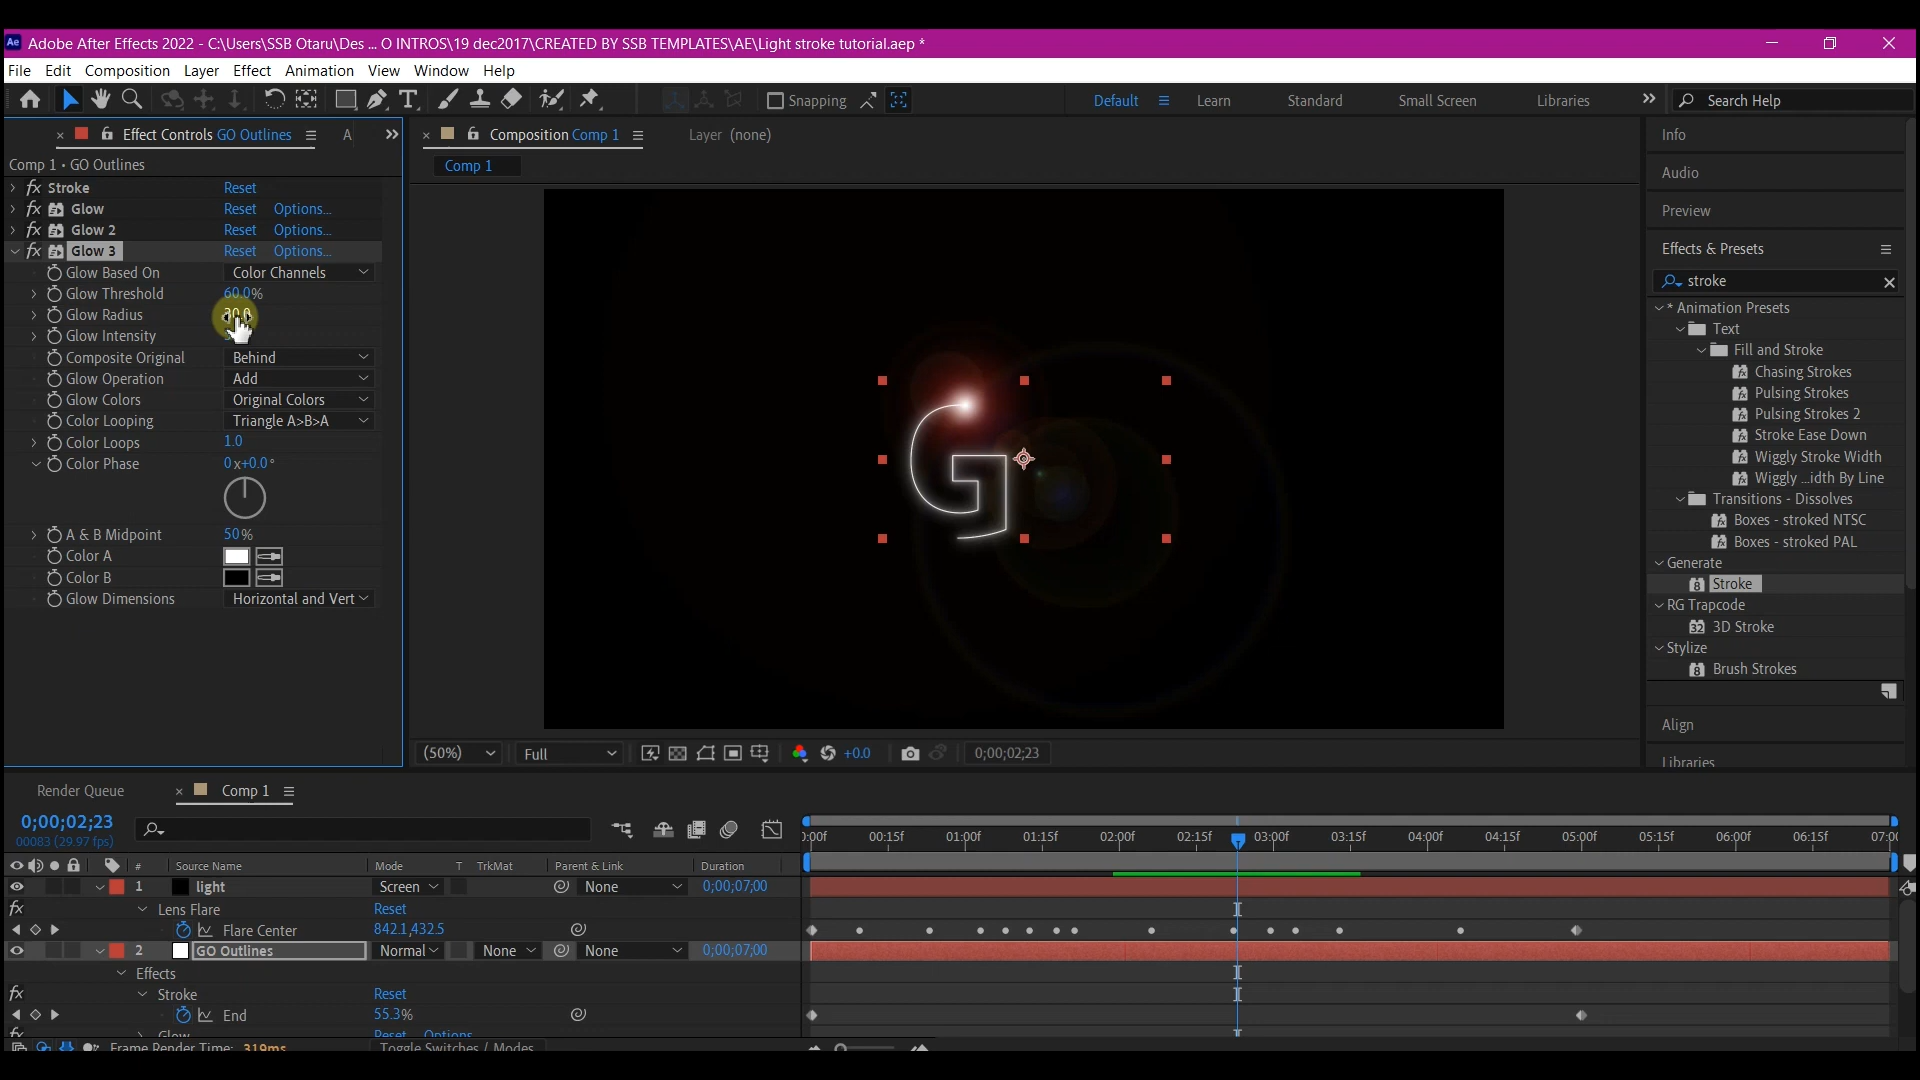 Ae Adobe After Effects 2022 - C:\Users\SSB Otaru\Des ... O INTROS\19 dec2017\CREATED BY SSB TEMPLATES\AE\Light stroke tutorial.aep *
File Edit Composition Layer Effect Animation View Window Help
Snapping Default Learn Standard Small Screen Libraries Search Help
Effect Controls GO Outlines A
Comp 1 • GO Outlines
Stroke Reset
Glow Reset Options...
Glow 2 Reset Options...
Glow 3 Reset Options...
Glow Based On Color Channels
Glow Threshold 60.0%
Glow Radius
Glow Intensity
Composite Original Behind
Glow Operation Add
Glow Colors Original Colors
Color Looping Triangle A>B>A
Color Loops 1.0
Color Phase 0x+0.0°
A & B Midpoint 50%
Color A
Color B
Glow Dimensions Horizontal and Vert
Composition Comp 1 Layer (none)
Comp 1
G
(50%) Full +0.0 0;00;02;23
Info
Audio
Preview
Effects & Presets
stroke
* Animation Presets
Text
Fill and Stroke
Chasing Strokes
Pulsing Strokes
Pulsing Strokes 2
Stroke Ease Down
Wiggly Stroke Width
Wiggly ...idth By Line
Transitions - Dissolves
Boxes - stroked NTSC
Boxes - stroked PAL
Generate
Stroke
RG Trapcode
3D Stroke
Stylize
Brush Strokes
Align
Libraries
Render Queue Comp 1
0;00;02;23
00083 (29.97 fps)
):00f 00:15f 01:00f 01:15f 02:00f 02:15f 03:00f 03:15f 04:00f 04:15f 05:00f 05:15f 06:00f 06:15f 07:00
# Source Name Mode T TrkMat Parent & Link Duration
1 light Screen None 0;00;07;00
fx Lens Flare Reset
Flare Center 842.1,432.5
2 GO Outlines Normal None None 0;00;07;00
Effects
fx Stroke Reset
End 55.3%
Glow Reset Options...
Frame Render Time: 319ms Toggle Switches / Modes